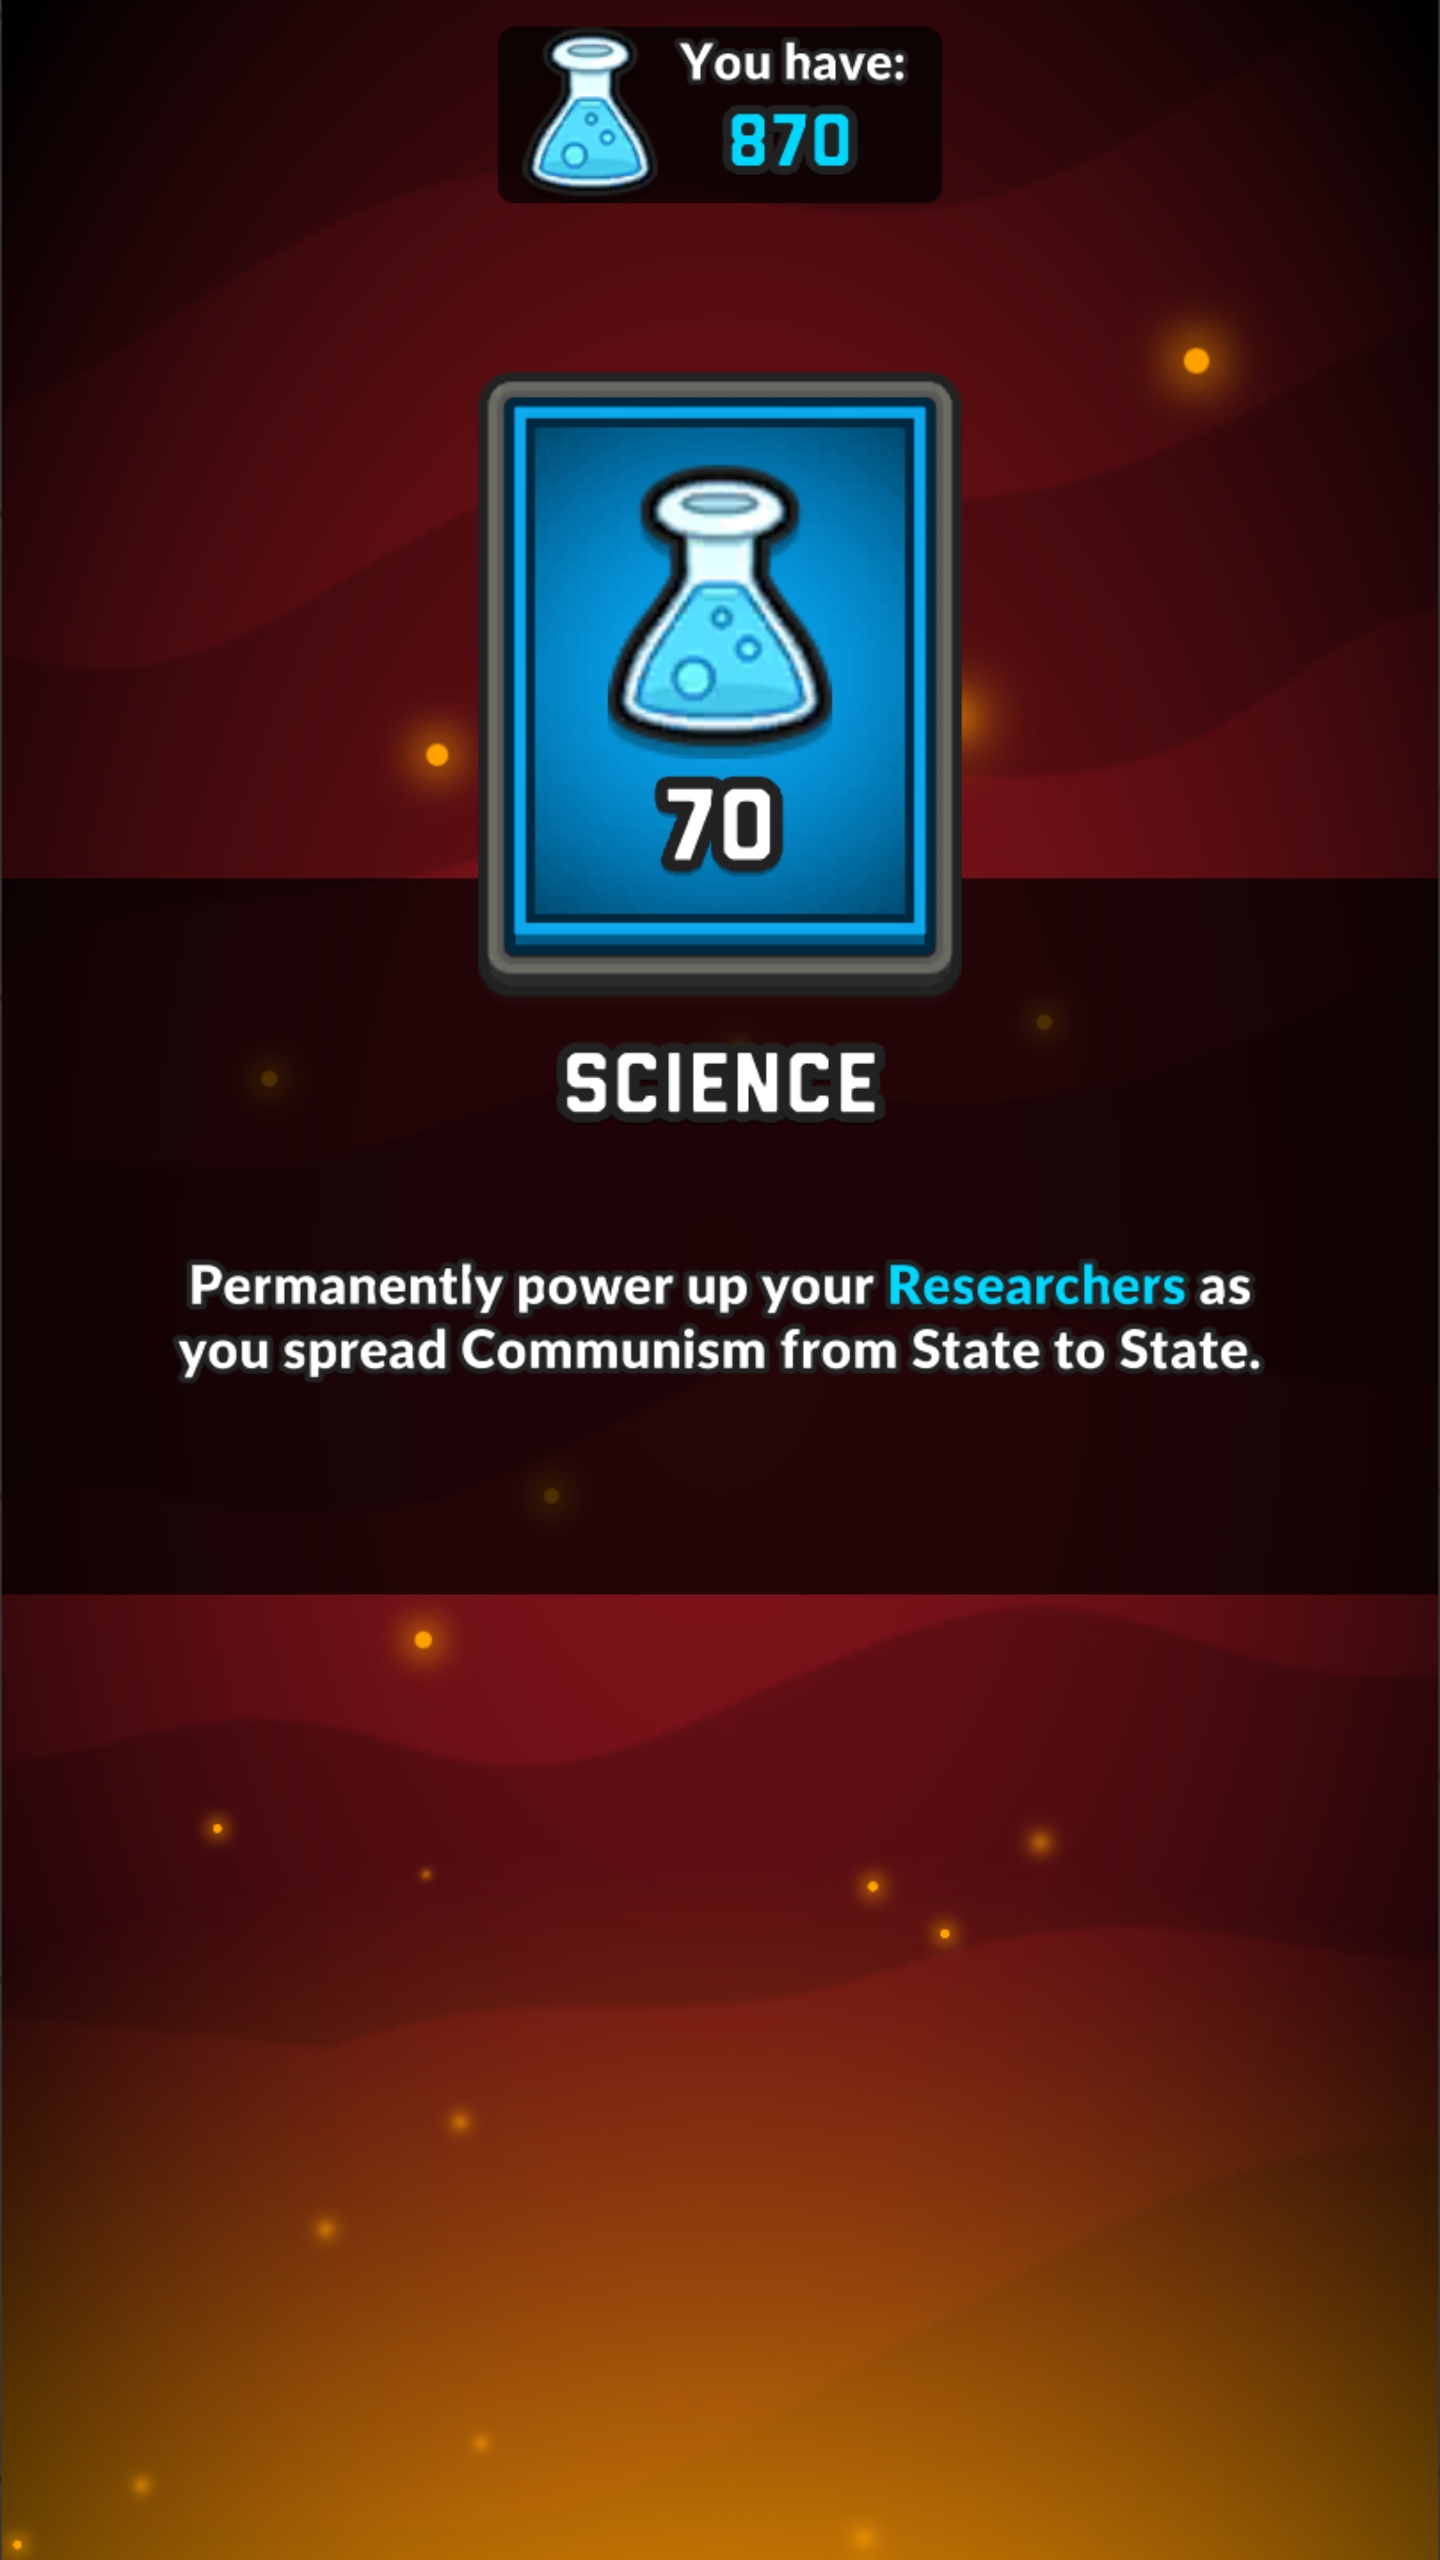 You have:
870
70
SCIENCE
Permanently power up your Researchers as
you spread Communism from State to State.